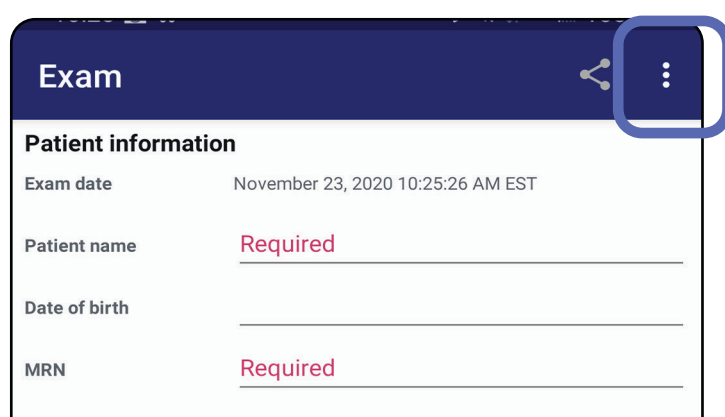 Exam
Patient information
Exam date November 23, 2020 10:25:26 AM EST
Patient name Required
Date of birth
MRN Required